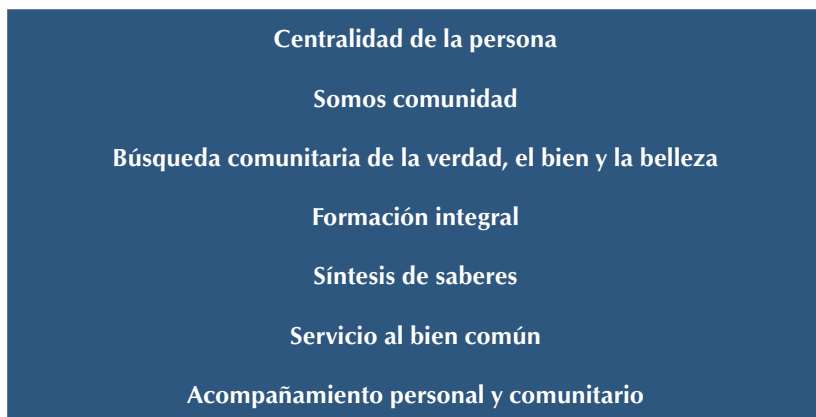 Centralidad de la persona
Somos comunidad
Búsqueda comunitaria de la verdad, el bien y la belleza
Formación integral
Síntesis de saberes
Servicio al bien común
Acompañamiento personal y comunitario